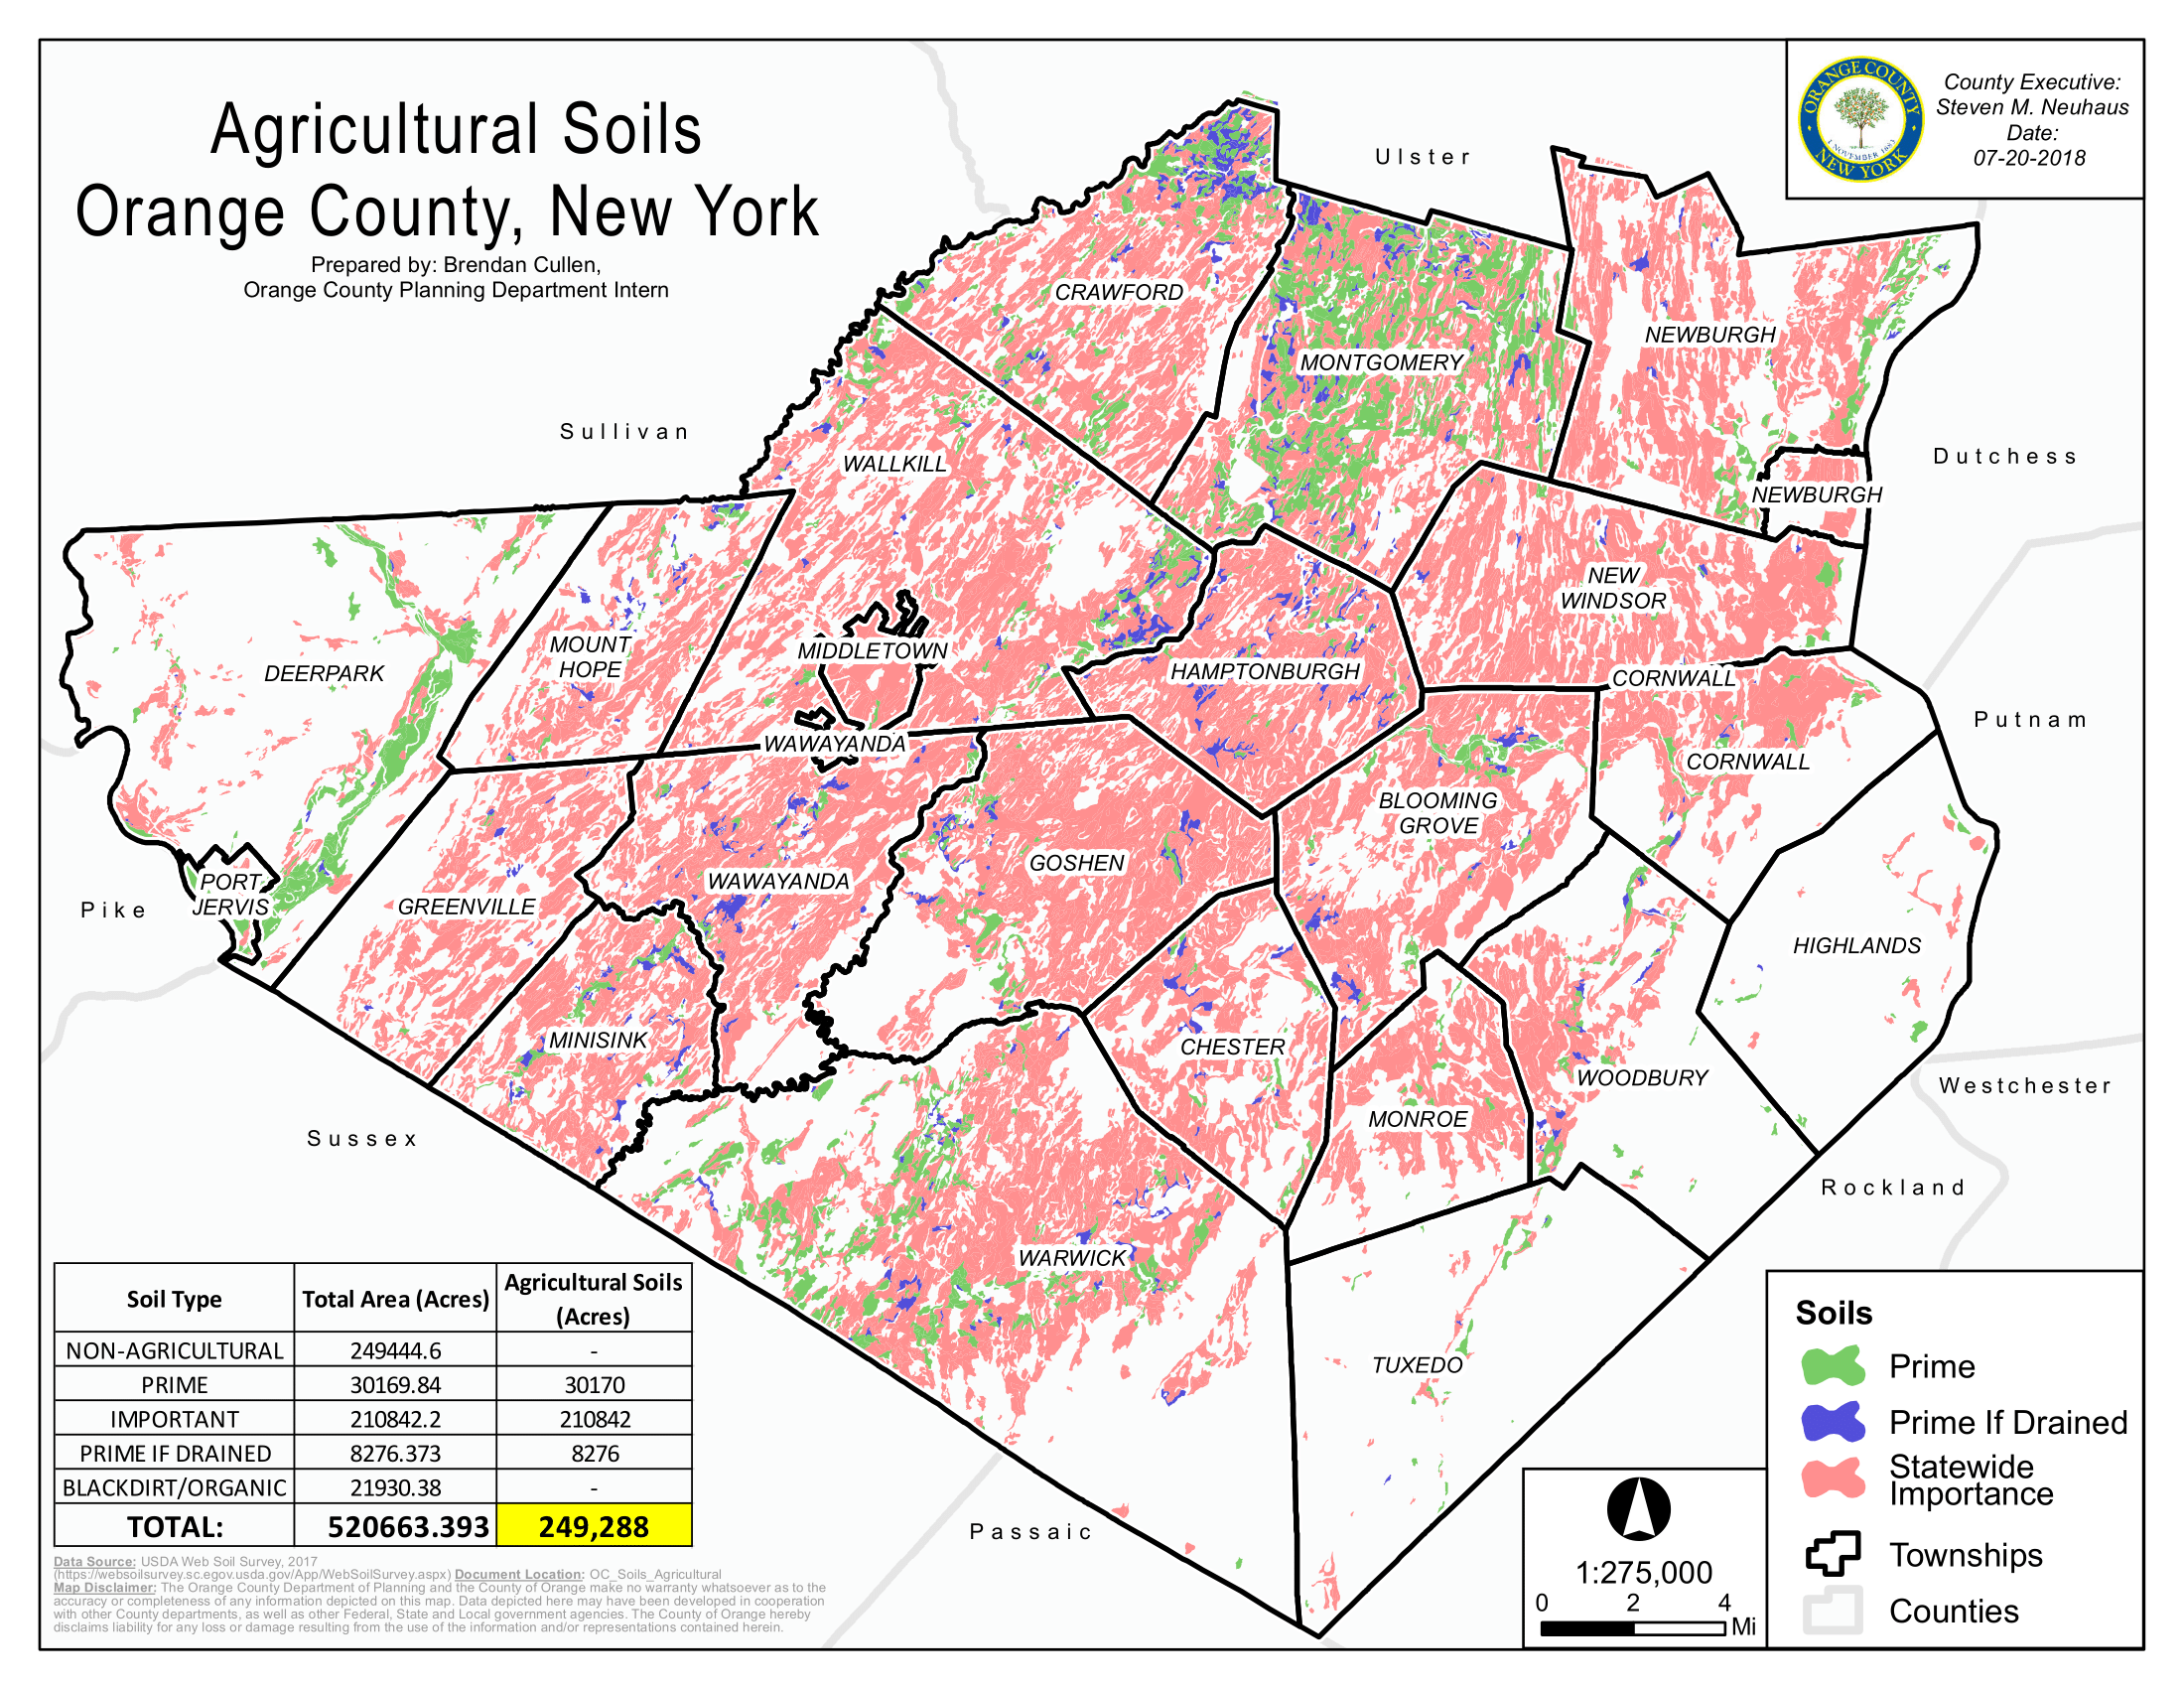 Agricultural Soils
Orange County, New York
Prepared by: Brendan Cullen,
Orange County Planning Department Intern
ORANGE COUNTY
1 NOVEMBER 1683
NEW YORK
County Executive:
Steven M. Neuhaus
Date:
07-20-2018
Ulster
Sullivan
Dutchess
Putnam
Westchester
Rockland
Passaic
Sussex
Pike
CRAWFORD
MONTGOMERY
NEWBURGH
WALLKILL
NEWBURGH
NEW
WINDSOR
MOUNT
HOPE
MIDDLETOWN
DEERPARK
HAMPTONBURGH
CORNWALL
WAWAYANDA
CORNWALL
BLOOMING
GROVE
GOSHEN
PORT
JERVIS
WAWAYANDA
GREENVILLE
HIGHLANDS
MINISINK
CHESTER
WOODBURY
MONROE
WARWICK
TUXEDO
Soil Type Total Area (Acres) Agricultural Soils
(Acres)
NON-AGRICULTURAL 249444.6 -
PRIME 30169.84 30170
IMPORTANT 210842.2 210842
PRIME IF DRAINED 8276.373 8276
BLACKDIRT/ORGANIC 21930.38 -
TOTAL: 520663.393 249,288
Data Source: USDA Web Soil Survey, 2017
(https://websoilsurvey.sc.egov.usda.gov/App/WebSoilSurvey.aspx) Document Location: OC_Soils_Agricultural
Map Disclaimer: The Orange County Department of Planning and the County of Orange make no warranty whatsoever as to the
accuracy or completeness of any information depicted on this map. Data depicted here may have been developed in cooperation
with other County departments, as well as other Federal, State and Local government agencies. The County of Orange hereby
disclaims liability for any loss or damage resulting from the use of the information and/or representations contained herein.
1:275,000
0 2 4
Mi
Soils
Prime
Prime If Drained
Statewide
Importance
Townships
Counties